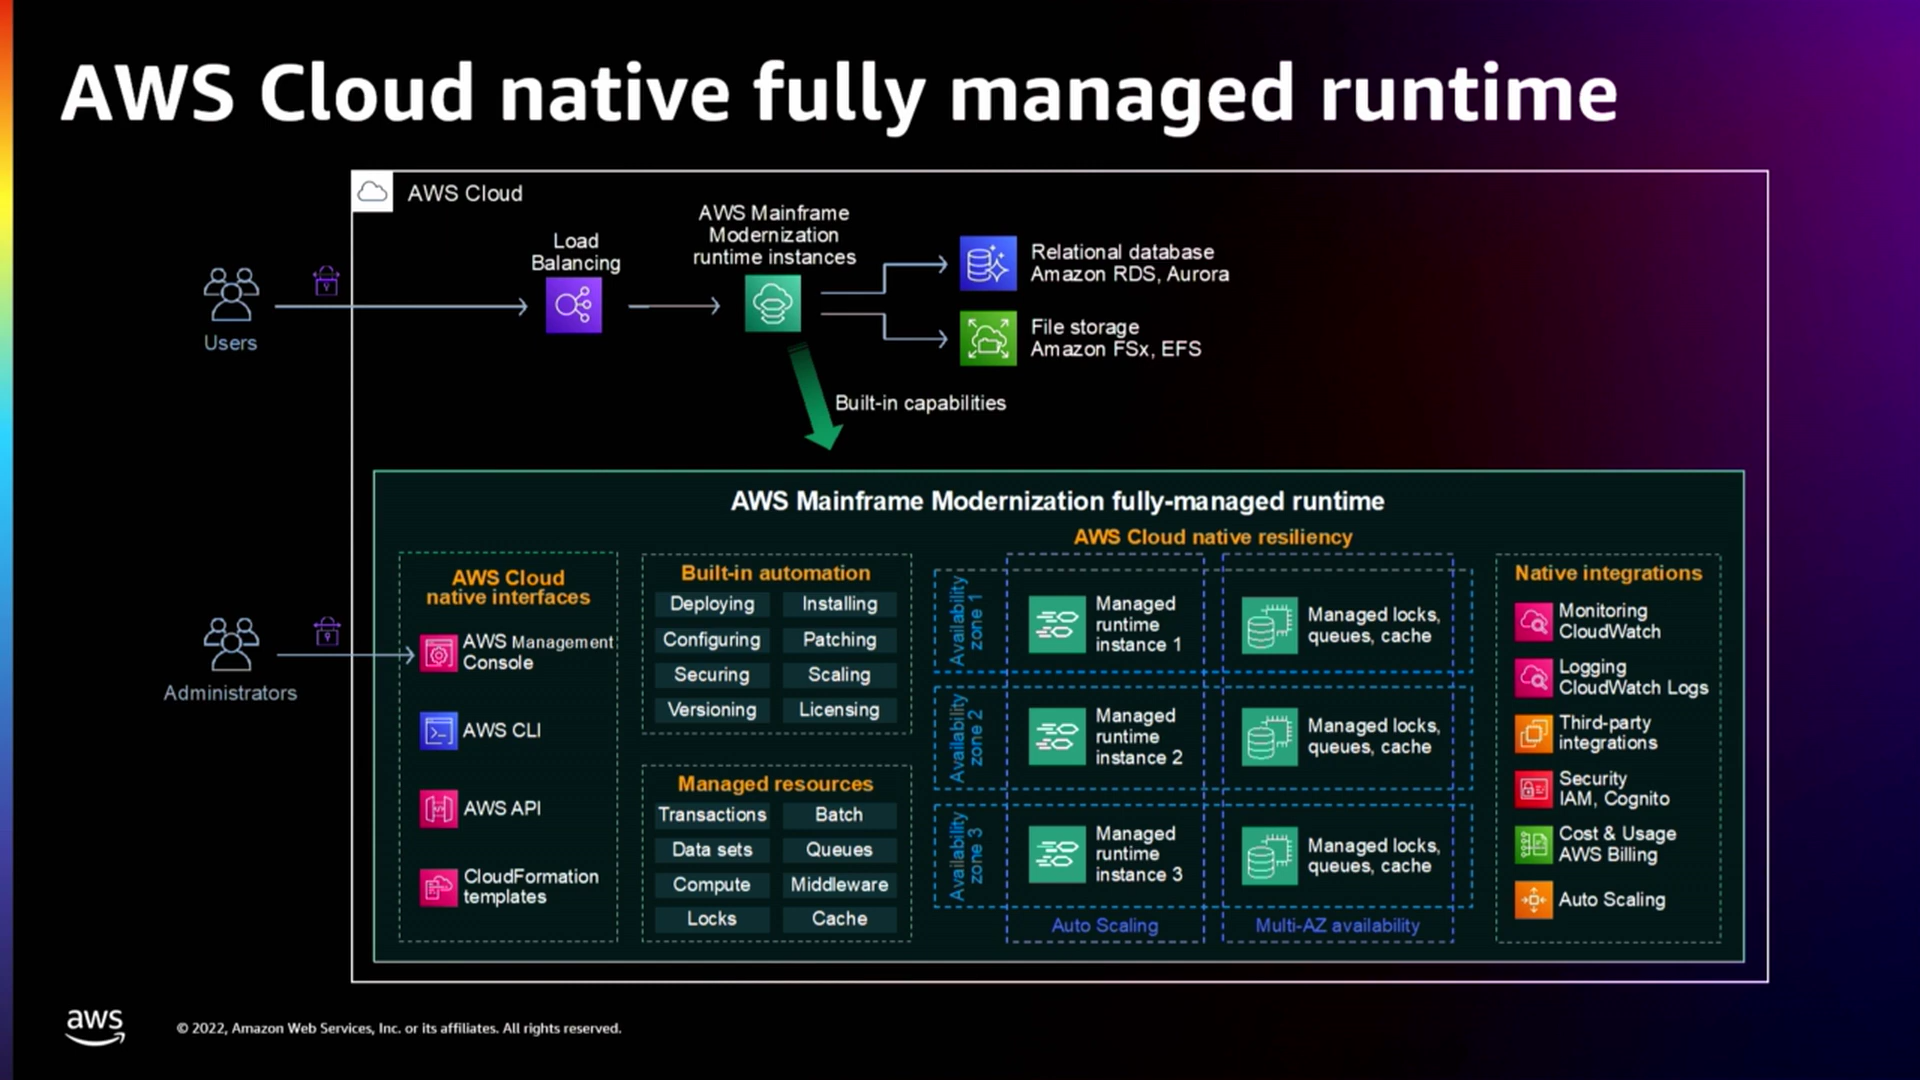 AWS Cloud native fully managed runtime
AWS Cloud
Users
Load
Balancing
AWS Mainframe
Modernization
runtime instances
Relational database
Amazon RDS, Aurora
File storage
Amazon FSx, EFS
Built-in capabilities
Administrators
AWS Mainframe Modernization fully-managed runtime
AWS Cloud
native interfaces
AWS Management
Console
AWS CLI
AWS API
CloudFormation
templates
Built-in automation
Deploying
Installing
Configuring
Patching
Securing
Scaling
Versioning
Licensing
Managed resources
Transactions
Batch
Data sets
Queues
Compute
Middleware
Locks
Cache
AWS Cloud native resiliency
Availability
zone 1
Managed
runtime
instance 1
Managed locks,
queues, cache
Availability
zone 2
Managed
runtime
instance 2
Managed locks,
queues, cache
Availability
zone 3
Managed
runtime
instance 3
Managed locks,
queues, cache
Auto Scaling
Multi-AZ availability
Native integrations
Monitoring
CloudWatch
Logging
CloudWatch Logs
Third-party
integrations
Security
IAM, Cognito
Cost & Usage
AWS Billing
Auto Scaling
aws
© 2022, Amazon Web Services, Inc. or its affiliates. All rights reserved.